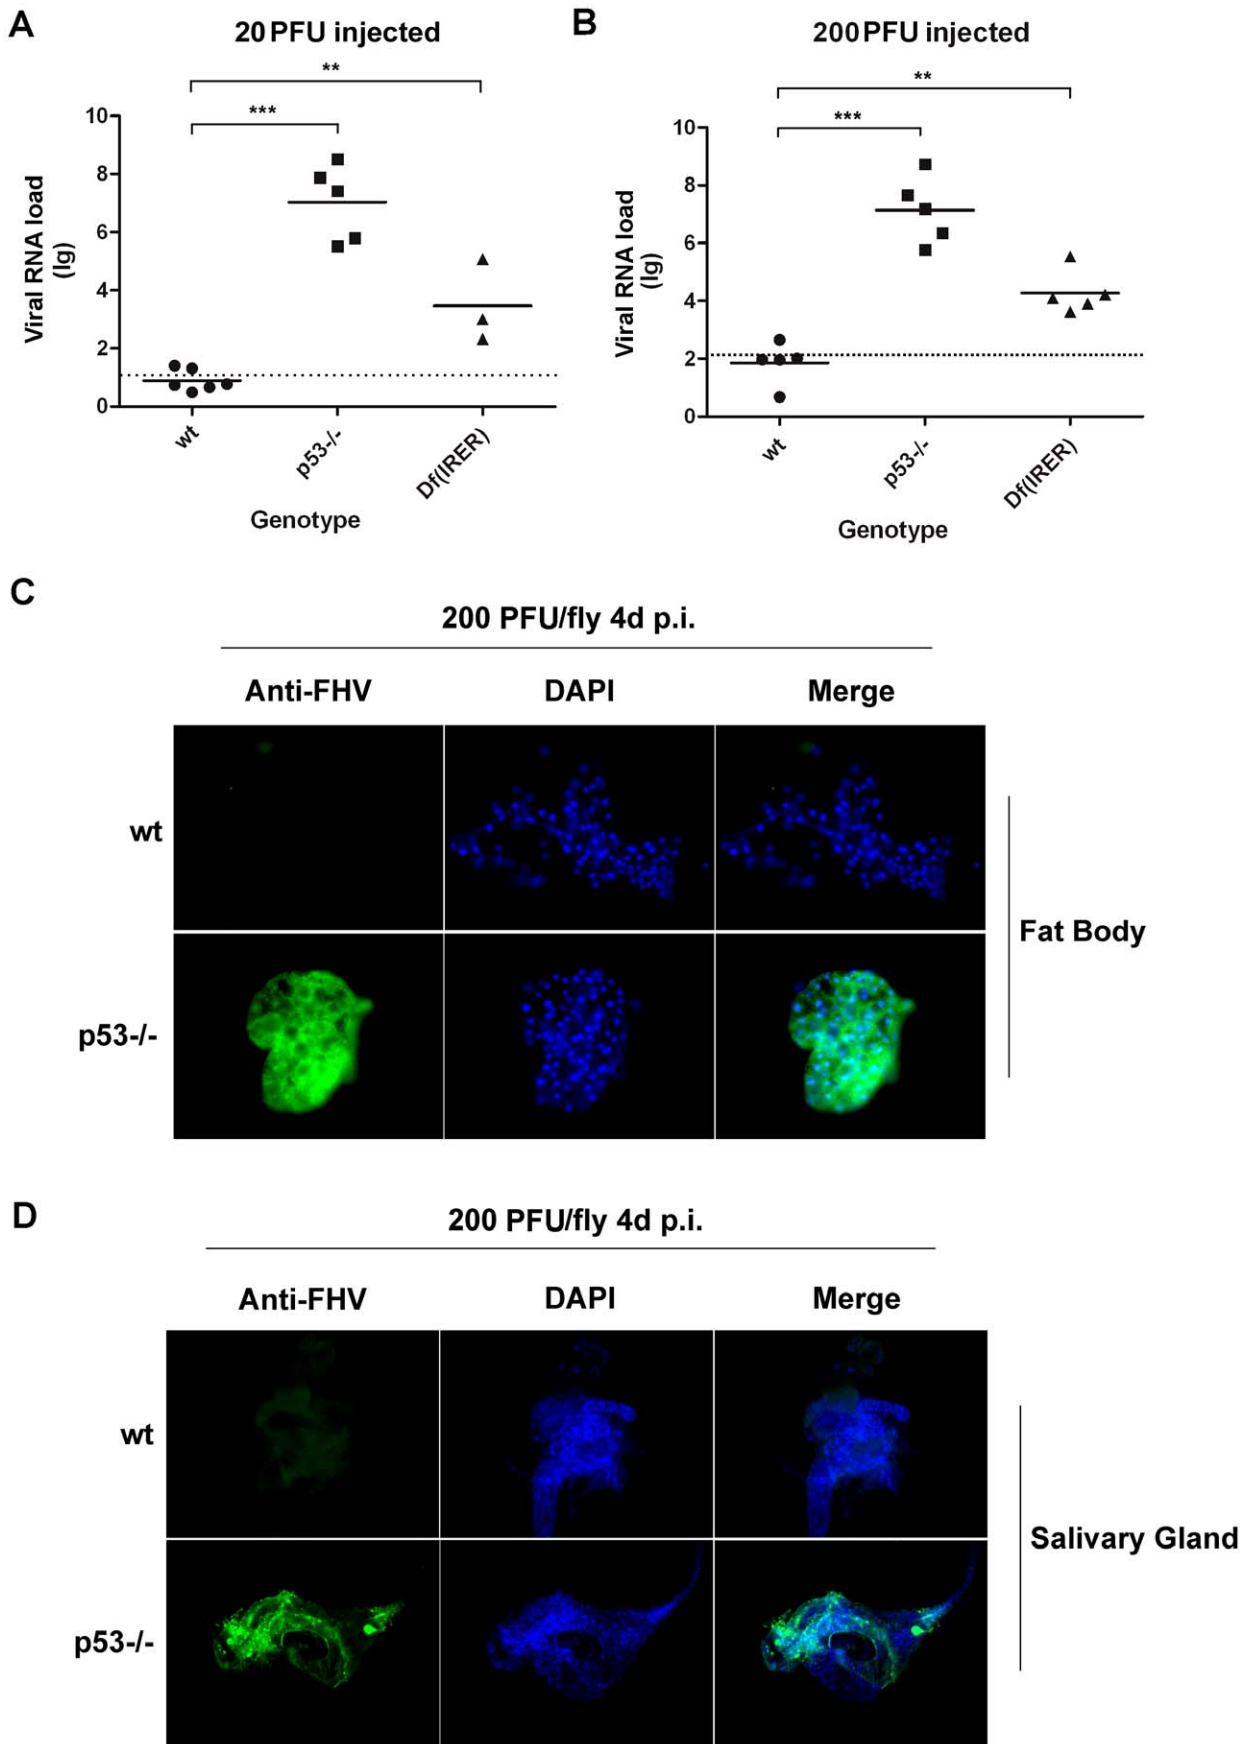 A
20 PFU injected
**
***
10
8
6
4
2
0
Viral RNA load
(lg)
wt
p53-/-
Df(IRER)
Genotype
B
200 PFU injected
**
***
10
8
6
4
2
0
Viral RNA load
(lg)
wt
p53-/-
Df(IRER)
Genotype
C
200 PFU/fly 4d p.i.
Anti-FHV
DAPI
Merge
wt
p53-/-
Fat Body
D
200 PFU/fly 4d p.i.
Anti-FHV
DAPI
Merge
wt
p53-/-
Salivary Gland